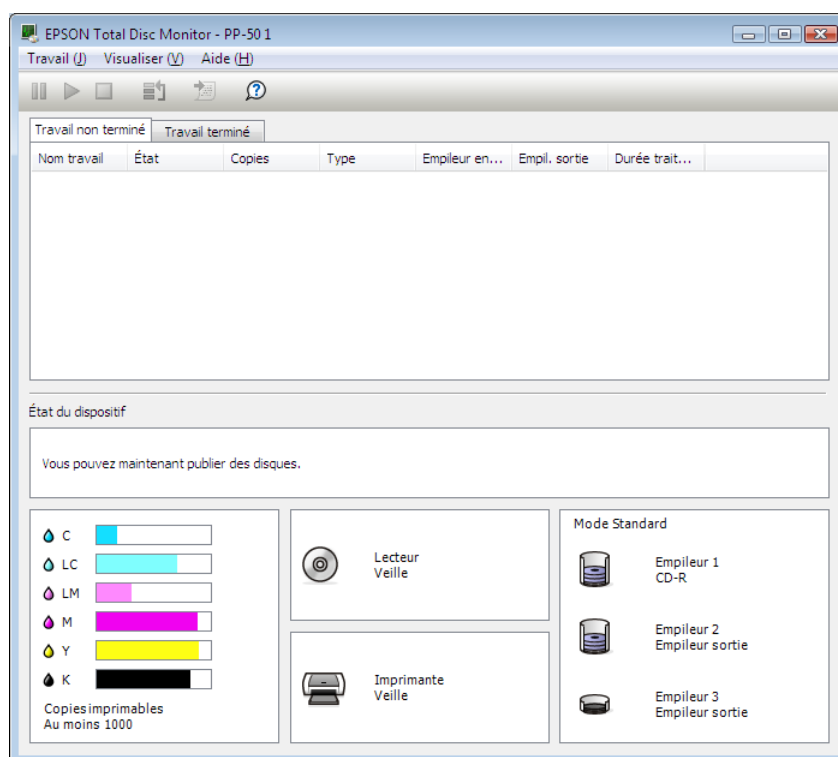 EPSON Total Disc Monitor - PP-50 1
Travail (J) Visualiser (V) Aide (H)
Travail non terminé Travail terminé
Nom travail État Copies Type Empileur en... Empil. sortie Durée trait...
État du dispositif
Vous pouvez maintenant publier des disques.
C
LC
LM
M
Y
K
Copies imprimables
Au moins 1000
Lecteur
Veille
Imprimante
Veille
Mode Standard
Empileur 1
CD-R
Empileur 2
Empileur sortie
Empileur 3
Empileur sortie